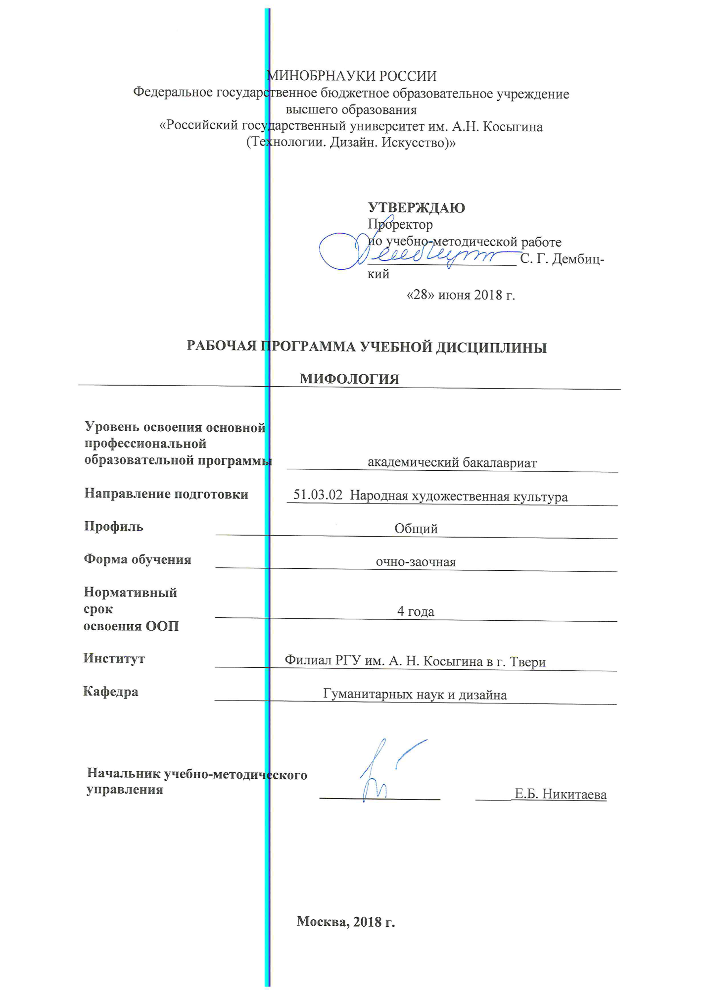 МИНОБРНАУКИ РОССИИ
Федеральное государственное бюджетное образовательное учреждение
высшего образования
«Российский государственный университет им. А.Н. Косыгина
(Технологии. Дизайн. Искусство)»
УТВЕРЖДАЮ
Проректор
по учебно-методической работе
С. Г. Дембиц-
кий
«28» июня 2018 г.
РАБОЧАЯ ПРОГРАММА УЧЕБНОЙ ДИСЦИПЛИНЫ
МИФОЛОГИЯ
Уровень освоения основной
профессиональной
образовательной программы академический бакалавриат
Направление подготовки 51.03.02 Народная художественная культура
Профиль Общий
Форма обучения очно-заочная
Нормативный
срок 4 года
освоения ООП
Институт Филиал РГУ им. А. Н. Косыгина в г. Твери
Кафедра Гуманитарных наук и дизайна
Начальник учебно-методического
управления Е.Б. Никитаева
Москва, 2018 г.